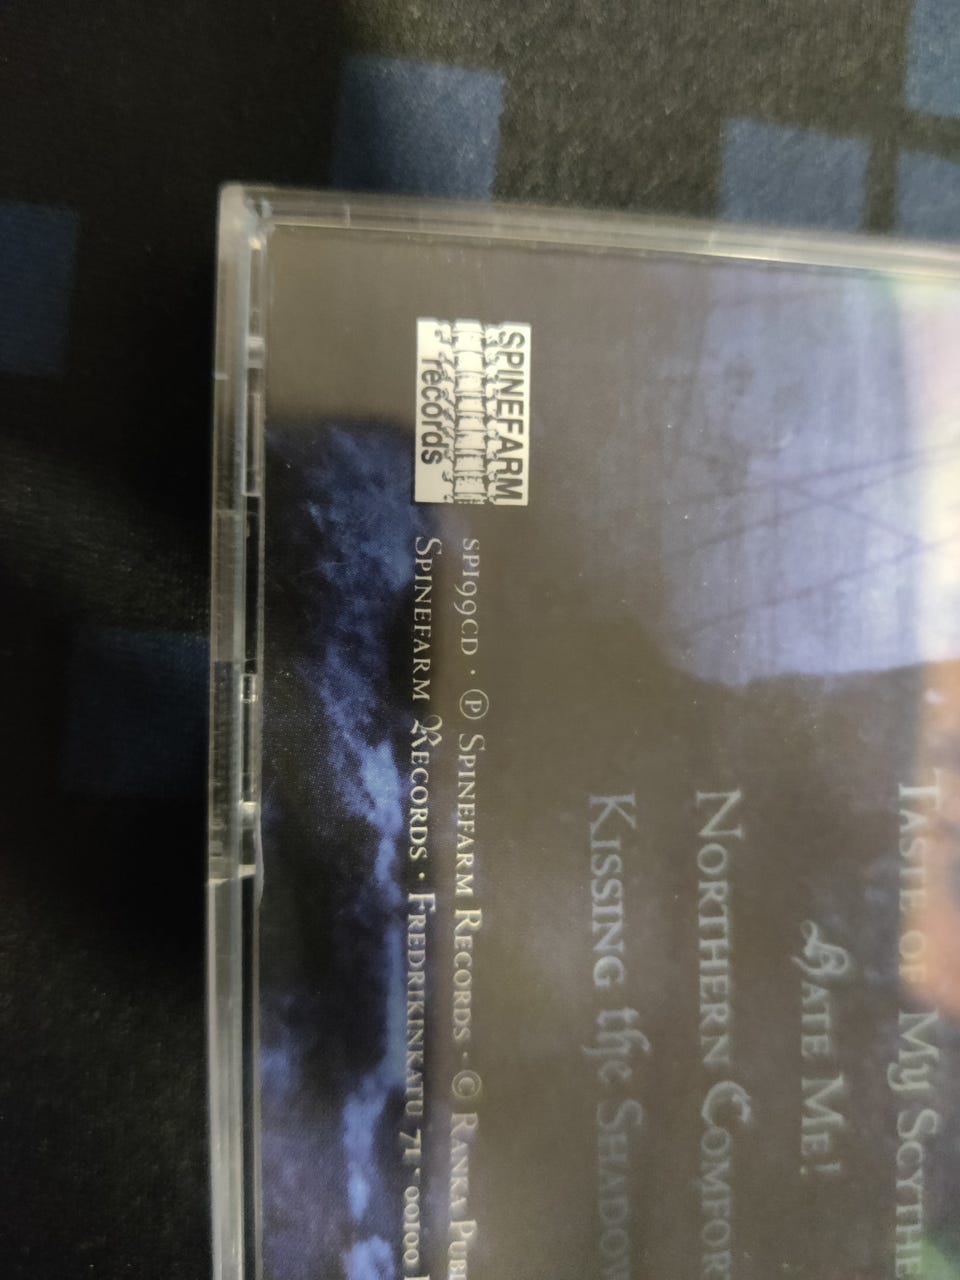 TASTE OF My SCYTHE
HATE ME!
NORTHERN COMFOR
KISSING the SHADOW
SPINEFARM
records
SPI99CD · ℗ SPINEFARM RECORDS · © RANKA PUBL
SPINEFARM RECORDS · FREDRIKINKATU 71 · 00100